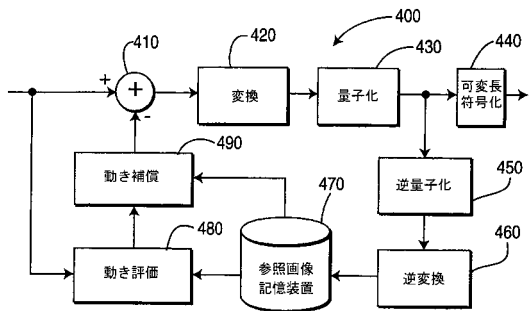 400
410
420
430
440
+
+
-
変換
量子化
可変長
符号化
490
動き補償
470
450
逆量子化
480
動き評価
参照画像
記憶装置
460
逆変換